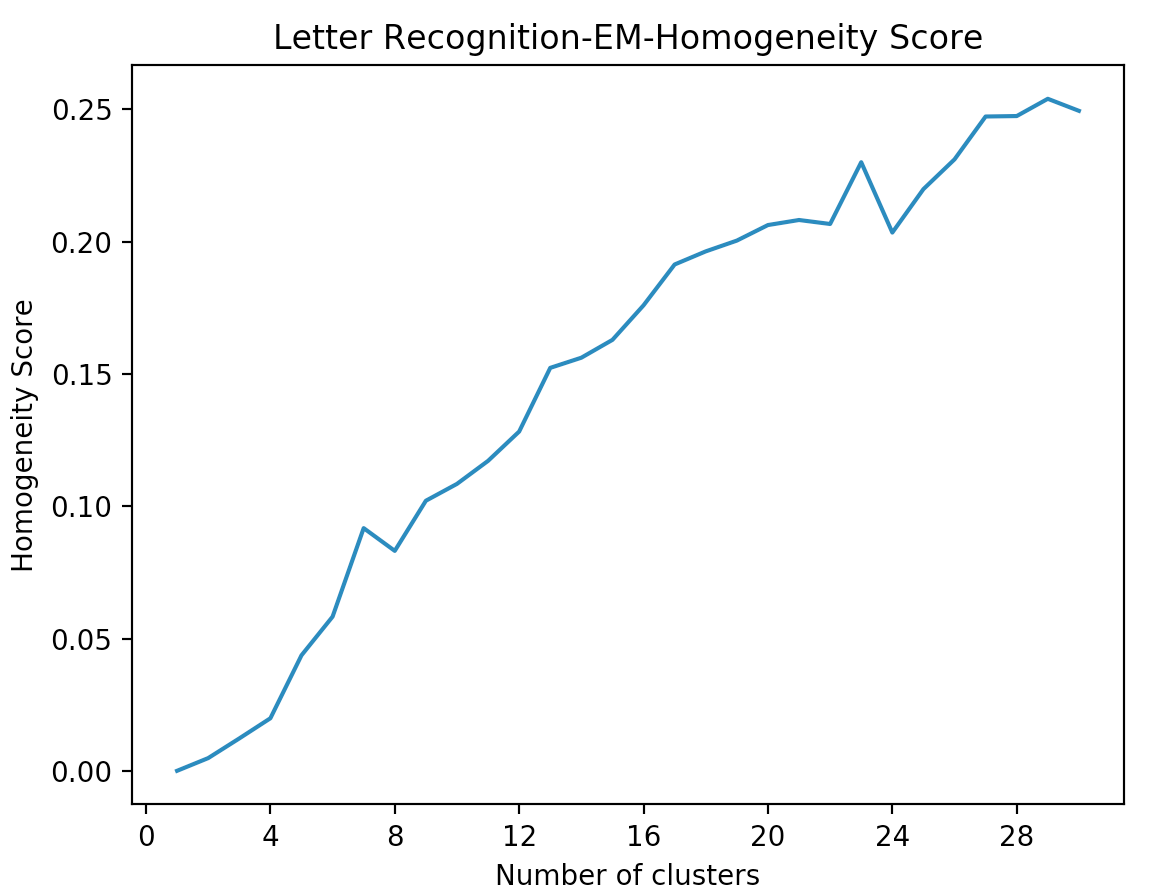 Letter Recognition-EM-Homogeneity Score
Homogeneity Score
0.25
0.20
0.15
0.10
0.05
0.00
0 4 8 12 16 20 24 28
Number of clusters